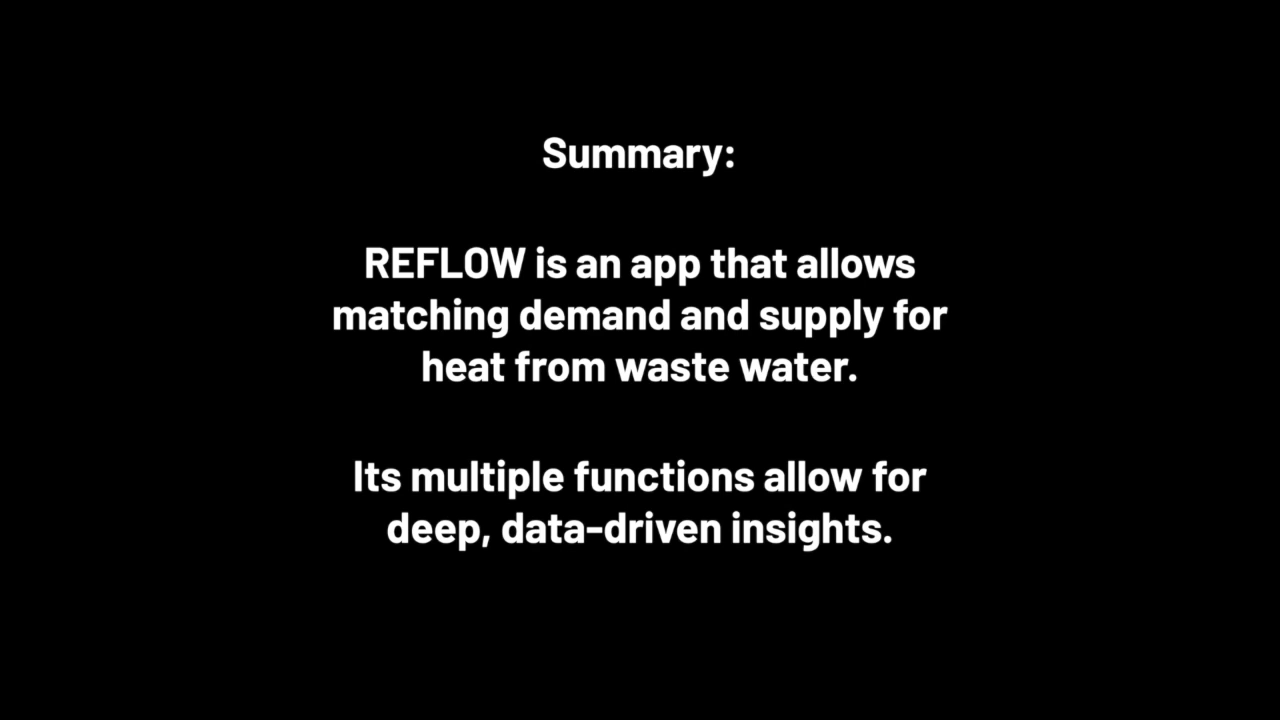 Summary:
REFLOW is an app that allows
matching demand and supply for
heat from waste water.
Its multiple functions allow for
deep, data-driven insights.